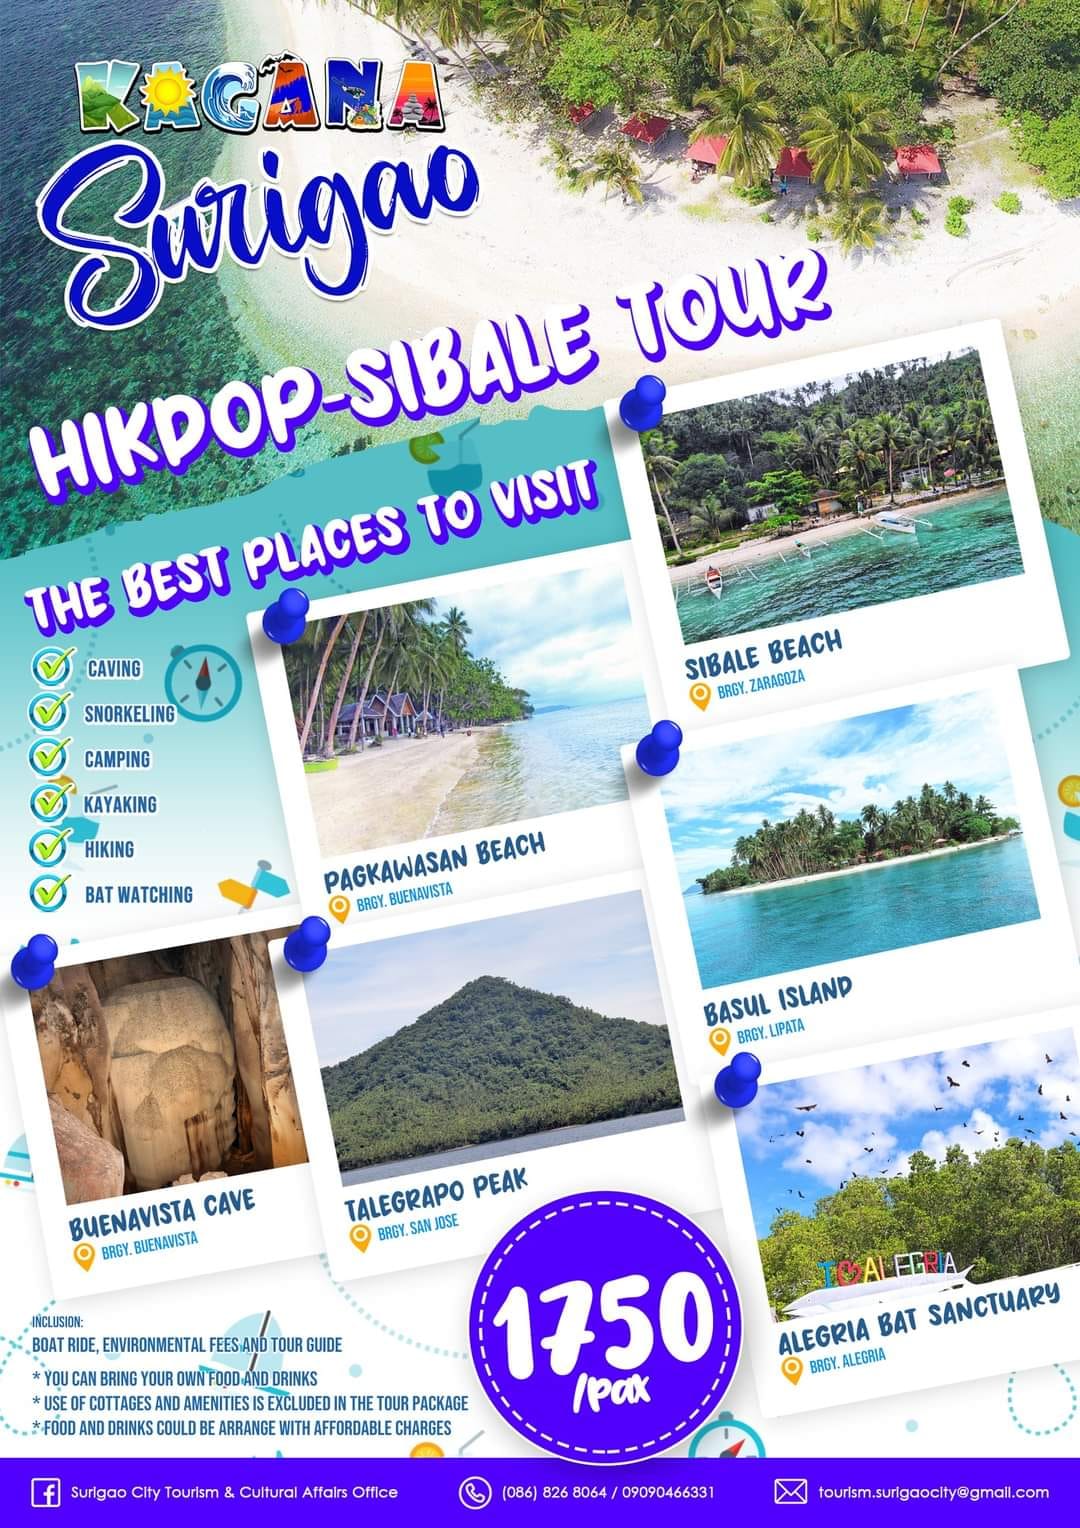 KAGANA
Surigao
HIKDOP-SIBALE TOUR
THE BEST PLACES TO VISIT
CAVING
SNORKELING
CAMPING
KAYAKING
HIKING
BAT WATCHING
SIBALE BEACH
BRGY. ZARAGOZA
PAGKAWASAN BEACH
BRGY. BUENAVISTA
BASUL ISLAND
BRGY. LIPATA
BUENAVISTA CAVE
BRGY. BUENAVISTA
TALEGRAPO PEAK
BRGY. SAN JOSE
I ALEGRIA
ALEGRIA BAT SANCTUARY
BRGY. ALEGRIA
1750
/pax
INCLUSION:
BOAT RIDE, ENVIRONMENTAL FEES AND TOUR GUIDE
* YOU CAN BRING YOUR OWN FOOD AND DRINKS
* USE OF COTTAGES AND AMENITIES IS EXCLUDED IN THE TOUR PACKAGE
* FOOD AND DRINKS COULD BE ARRANGE WITH AFFORDABLE CHARGES
Surigao City Tourism & Cultural Affairs Office
(086) 826 8064 / 09090466331
tourism.surigaocity@gmail.com